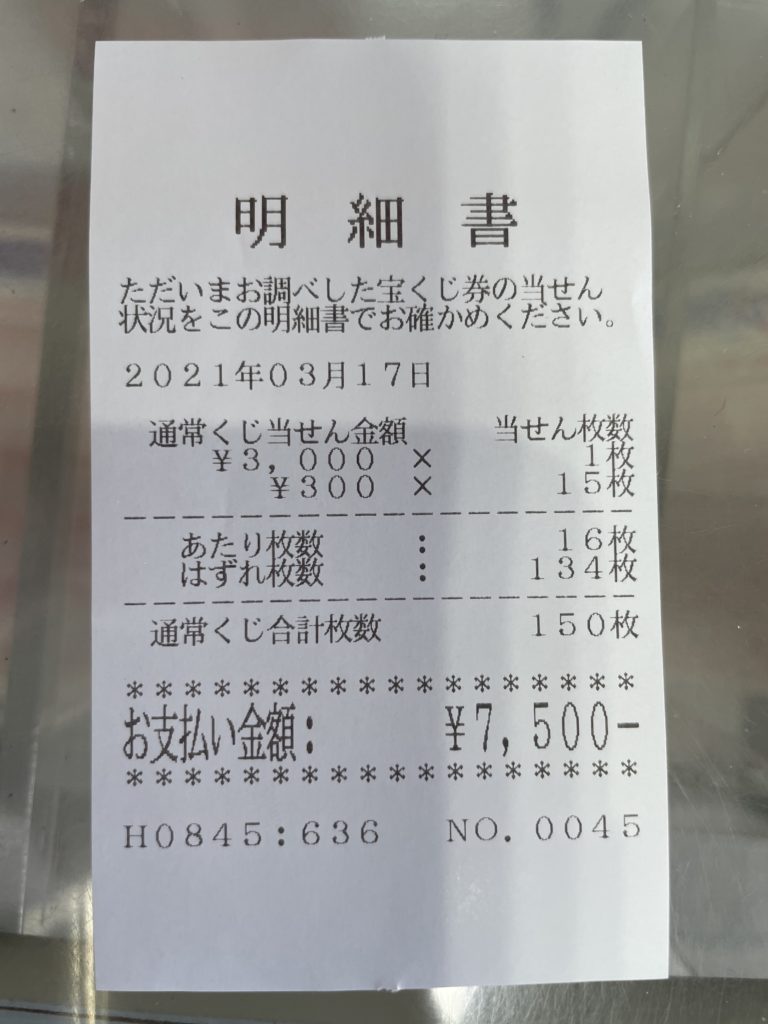 明細書
ただいまお調べした宝くじ券の当せん
状況をこの明細書でお確かめください。
2021年03月17日
通常くじ当せん金額 当せん枚数
¥3,000 × 1枚
¥300 × 15枚
--------------------
あたり枚数 : 16枚
はずれ枚数 : 134枚
--------------------
通常くじ合計枚数 150枚
******************
お支払い金額: ¥7,500-
******************
H0845:636 NO.0045